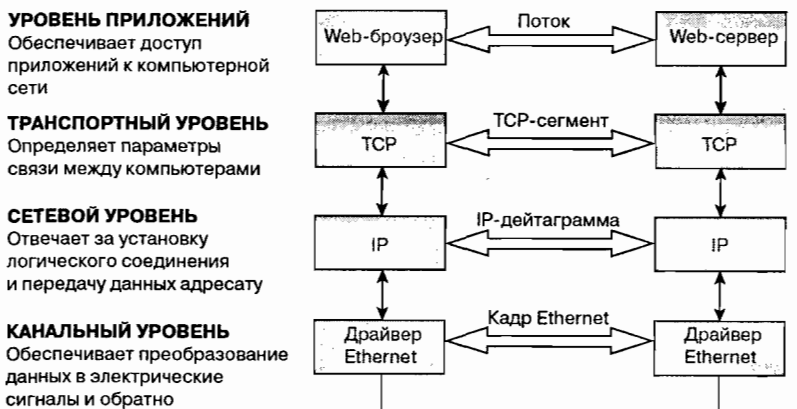 УРОВЕНЬ ПРИЛОЖЕНИЙ
Обеспечивает доступ
приложений к компьютерной
сети
Web-броузер
Поток
Web-сервер
ТРАНСПОРТНЫЙ УРОВЕНЬ
Определяет параметры
связи между компьютерами
TCP
TCP-сегмент
TCP
СЕТЕВОЙ УРОВЕНЬ
Отвечает за установку
логического соединения
и передачу данных адресату
IP
IP-дейтаграмма
IP
КАНАЛЬНЫЙ УРОВЕНЬ
Обеспечивает преобразование
данных в электрические
сигналы и обратно
Драйвер
Ethernet
Кадр Ethernet
Драйвер
Ethernet